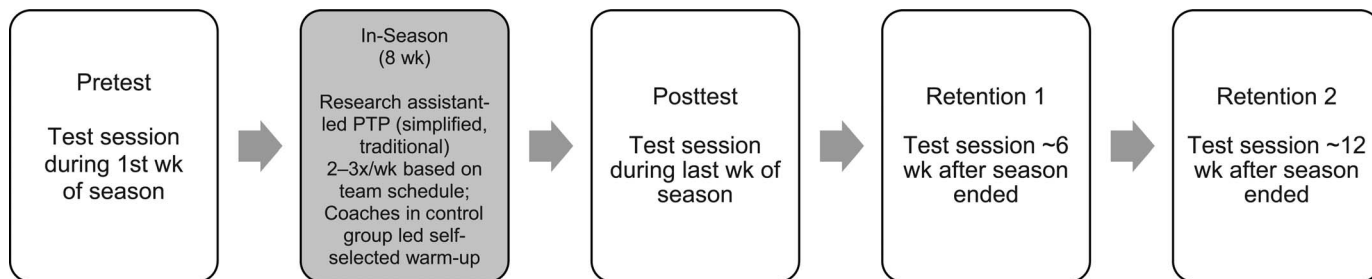 Pretest
Test session
during 1st wk
of season
In-Season
(8 wk)
Research assistant-
led PTP (simplified,
traditional)
2–3x/wk based on
team schedule;
Coaches in control
group led self-
selected warm-up
Posttest
Test session
during last wk of
season
Retention 1
Test session ~6
wk after season
ended
Retention 2
Test session ~12
wk after season
ended